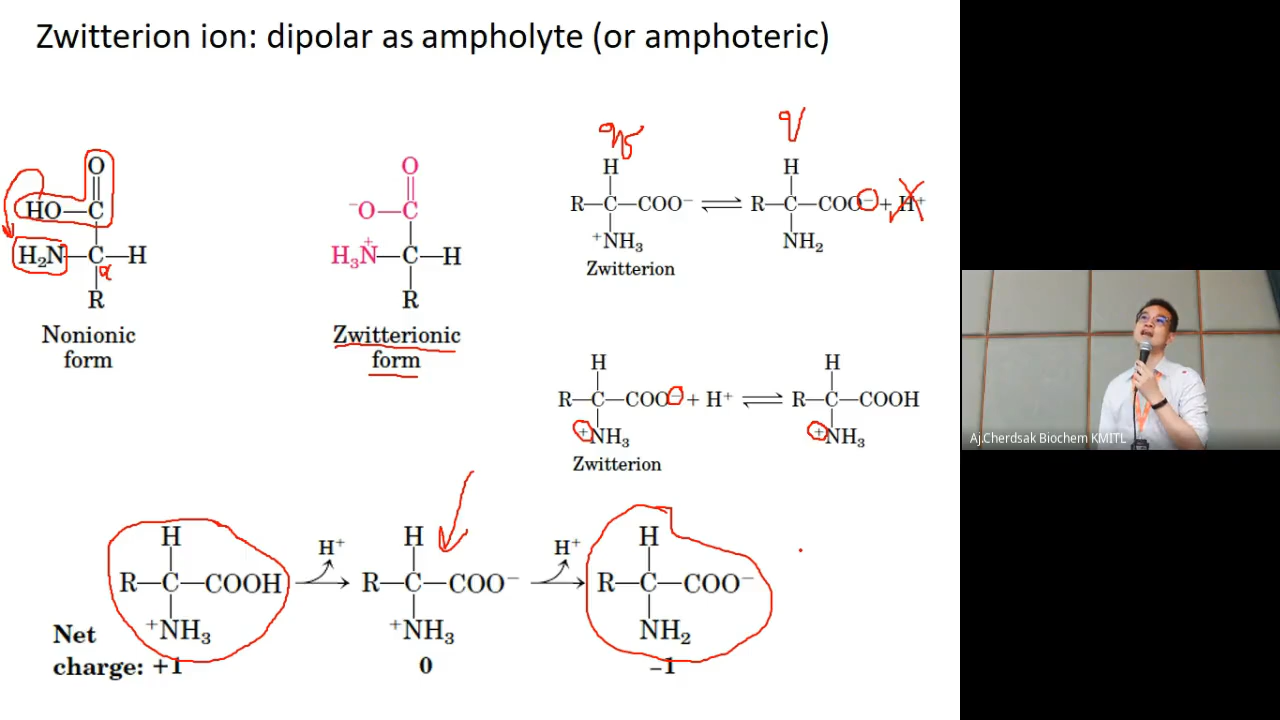 Zwitterion ion: dipolar as ampholyte (or amphoteric)
O
HO—C
H₂N—C—H
α
R
Nonionic
form
O
⁻O—C
H₃N⁺—C—H
R
Zwitterionic
form
H
R—C—COO⁻
⁺NH₃
Zwitterion
H
R—C—COO⁻ + H⁺
NH₂
H
R—C—COO⁻ + H⁺
⁺NH₃
Zwitterion
H
R—C—COOH
⁺NH₃
H
R—C—COOH
⁺NH₃
H⁺
H
R—C—COO⁻
⁺NH₃
H⁺
H
R—C—COO⁻
NH₂
Net
charge: +1
0
–1
Aj.Cherdsak Biochem KMITL